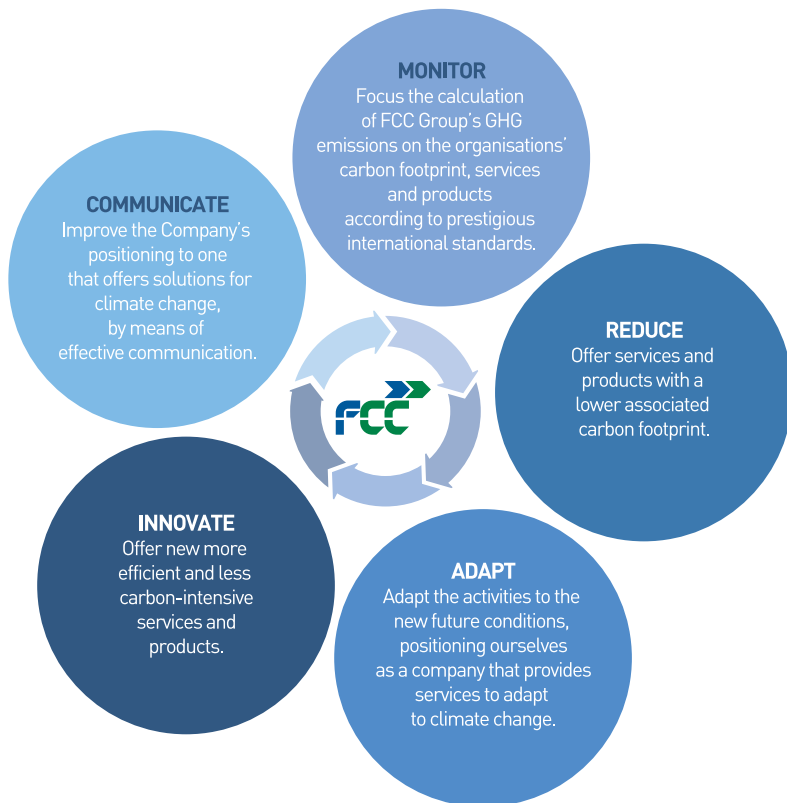 MONITOR
Focus the calculation
of FCC Group's GHG
emissions on the organisations'
carbon footprint, services
and products
according to prestigious
international standards.
COMMUNICATE
Improve the Company's
positioning to one
that offers solutions for
climate change,
by means of
effective communication.
REDUCE
Offer services and
products with a
lower associated
carbon footprint.
FCC
INNOVATE
Offer new more
efficient and less
carbon-intensive
services and
products.
ADAPT
Adapt the activities to the
new future conditions,
positioning ourselves
as a company that provides
services to adapt
to climate change.